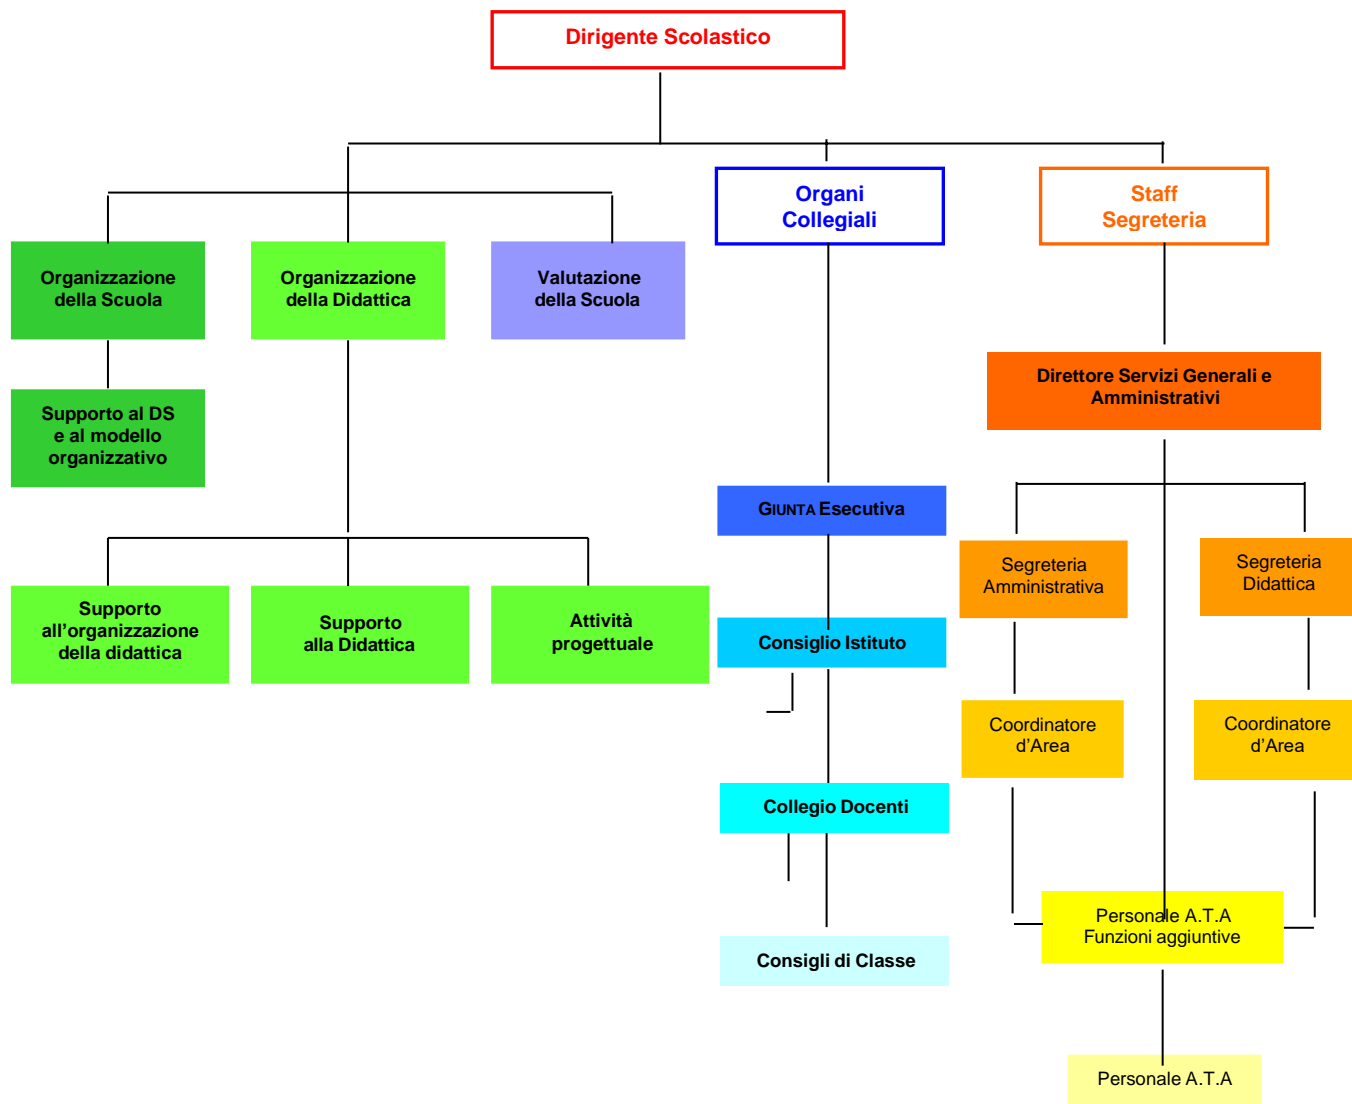 Dirigente Scolastico
Organi
Collegiali
Staff
Segreteria
Organizzazione
della Scuola
Organizzazione
della Didattica
Valutazione
della Scuola
Direttore Servizi Generali e
Amministrativi
Supporto al DS
e al modello
organizzativo
GIUNTA Esecutiva
Segreteria
Amministrativa
Segreteria
Didattica
Supporto
all'organizzazione
della didattica
Supporto
alla Didattica
Attività
progettuale
Consiglio Istituto
Coordinatore
d'Area
Coordinatore
d'Area
Collegio Docenti
Personale A.T.A
Funzioni aggiuntive
Consigli di Classe
Personale A.T.A